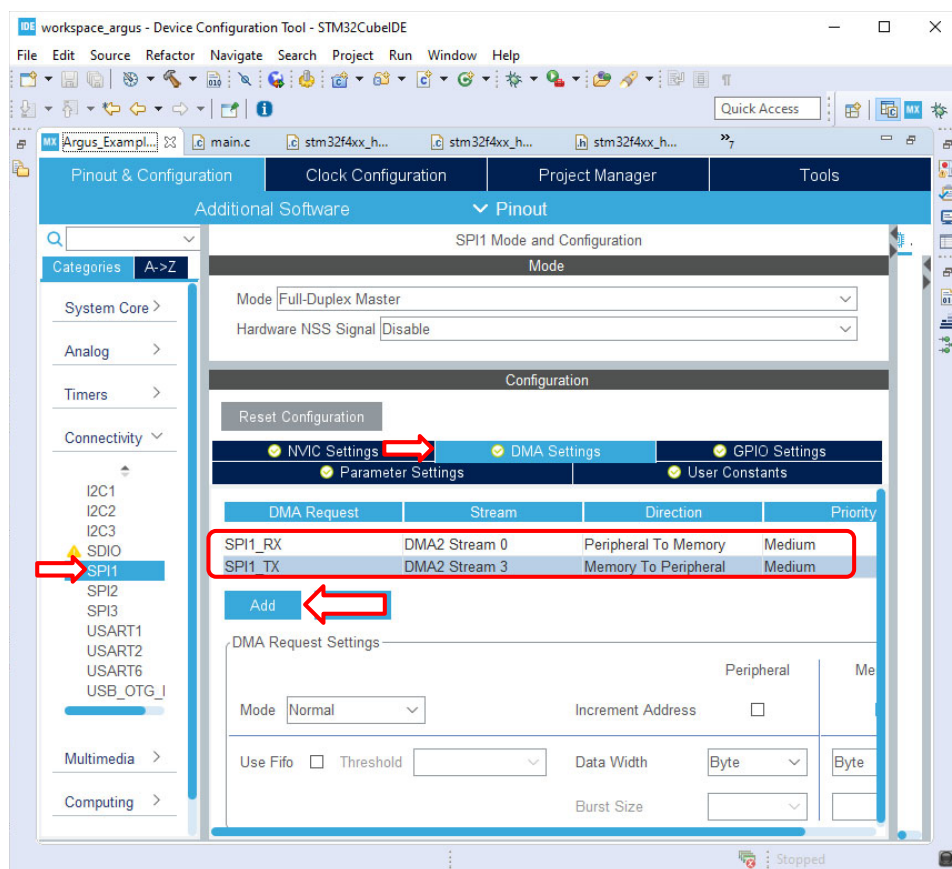 IDE workspace_argus - Device Configuration Tool - STM32CubeIDE
File Edit Source Refactor Navigate Search Project Run Window Help
Quick Access
MX Argus_Exampl... main.c stm32f4xx_h... stm32f4xx_h... stm32f4xx_h... »7
Pinout & Configuration Clock Configuration Project Manager Tools
Additional Software Pinout
SPI1 Mode and Configuration
Categories A->Z
Mode
System Core
Mode Full-Duplex Master
Hardware NSS Signal Disable
Analog
Configuration
Timers
Reset Configuration
Connectivity
NVIC Settings DMA Settings GPIO Settings
Parameter Settings User Constants
I2C1
I2C2
I2C3
SDIO
SPI1
SPI2
SPI3
USART1
USART2
USART6
USB_OTG_
DMA Request Stream Direction Priority
SPI1_RX DMA2 Stream 0 Peripheral To Memory Medium
SPI1_TX DMA2 Stream 3 Memory To Peripheral Medium
Add
DMA Request Settings
Peripheral Me
Mode Normal Increment Address
Use Fifo Threshold Data Width Byte Byte
Burst Size
Multimedia
Computing
Stopped